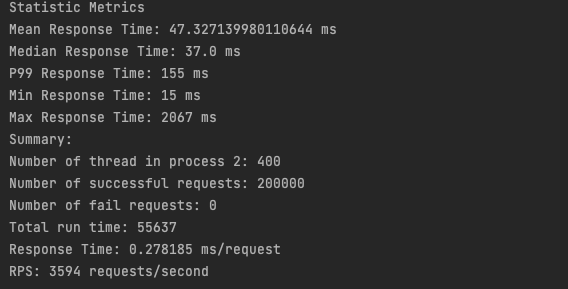 Statistic Metrics
Mean Response Time: 47.327139980110644 ms
Median Response Time: 37.0 ms
P99 Response Time: 155 ms
Min Response Time: 15 ms
Max Response Time: 2067 ms
Summary:
Number of thread in process 2: 400
Number of successful requests: 200000
Number of fail requests: 0
Total run time: 55637
Response Time: 0.278185 ms/request
RPS: 3594 requests/second